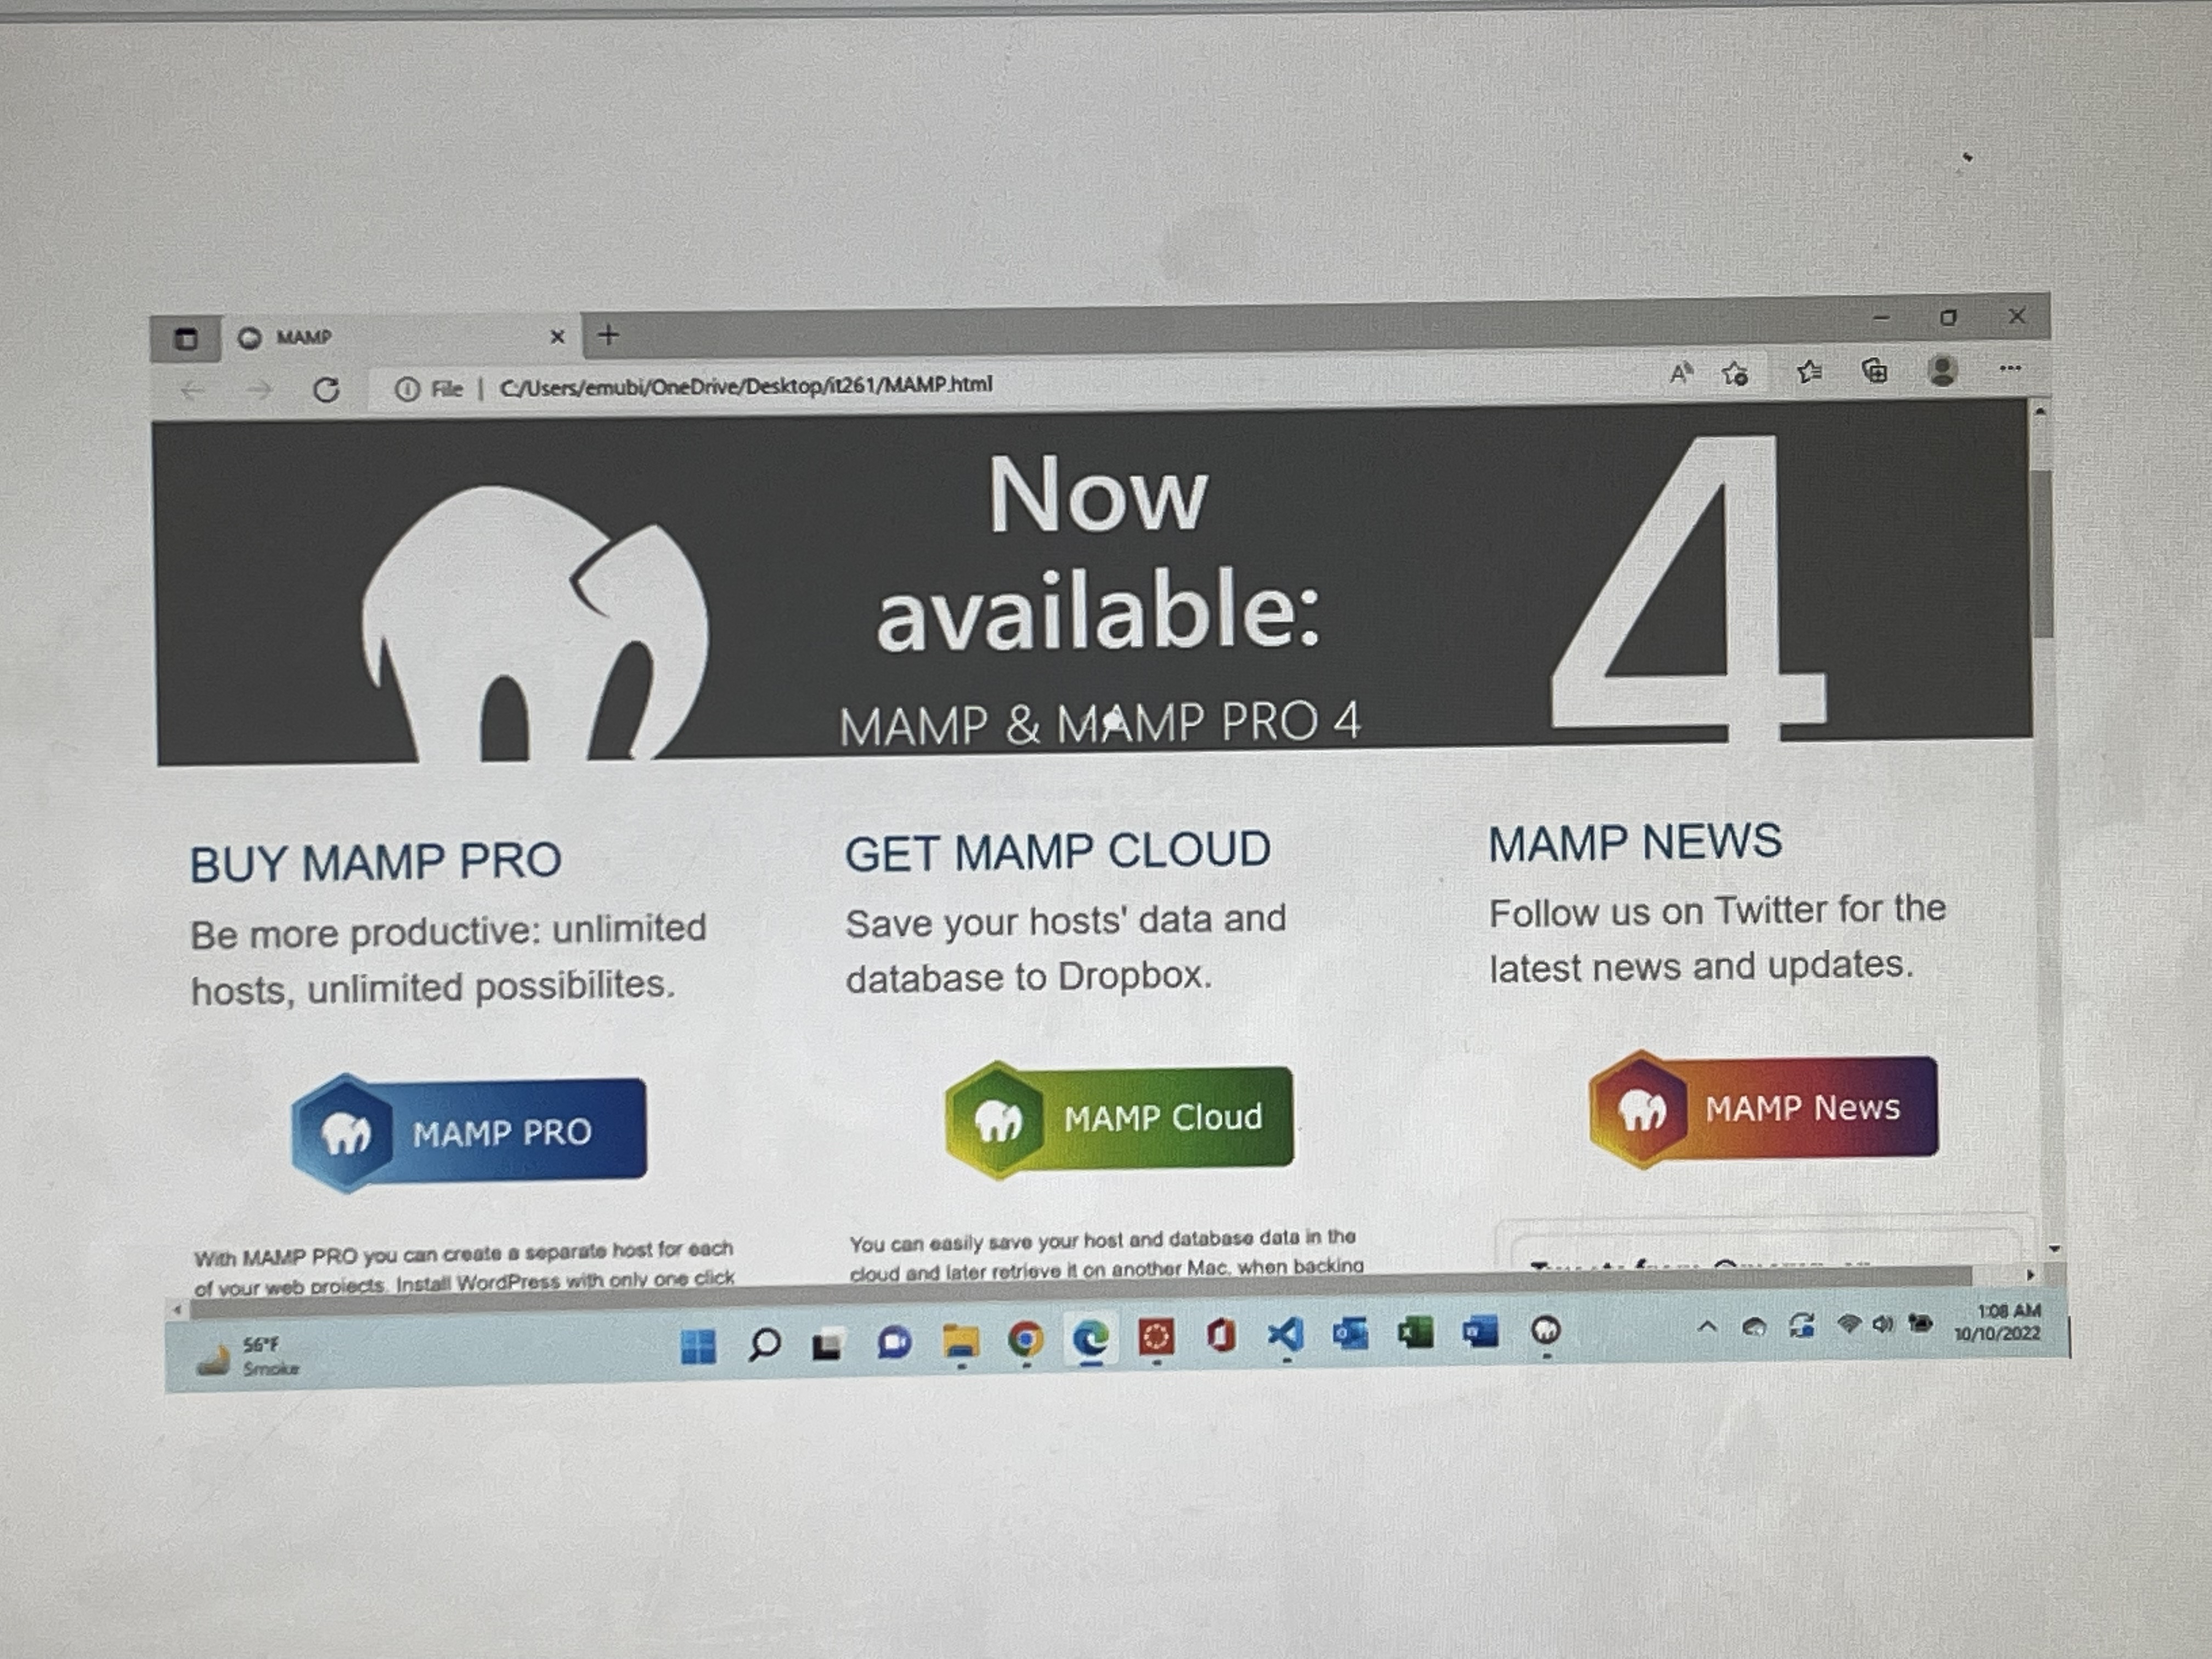 MAMP
File | C:/Users/emubi/OneDrive/Desktop/it261/MAMP.html
Now
available:
MAMP & MAMP PRO 4
4
BUY MAMP PRO
Be more productive: unlimited
hosts, unlimited possibilites.
MAMP PRO
With MAMP PRO you can create a separate host for each
of your web projects. Install WordPress with only one click
GET MAMP CLOUD
Save your hosts' data and
database to Dropbox.
MAMP Cloud
You can easily save your host and database data in the
cloud and later retrieve it on another Mac. when backing
MAMP NEWS
Follow us on Twitter for the
latest news and updates.
MAMP News
56°F
Smoke
1:08 AM
10/10/2022